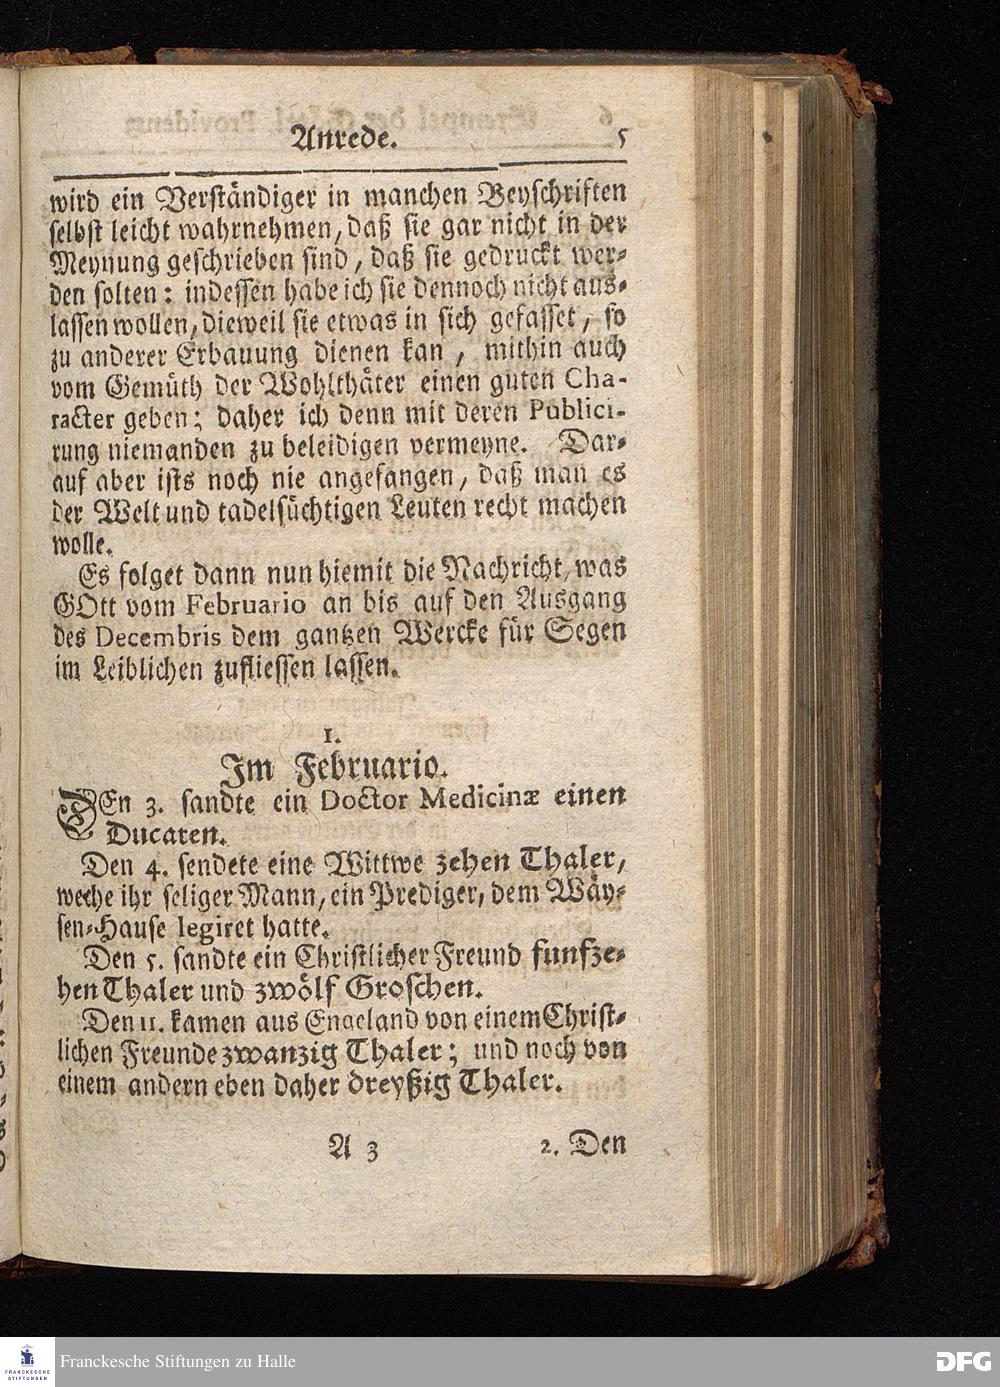 Anrede. 5
wird ein Verständiger in manchen Beyschriften
selbst leicht wahrnehmen, daß sie gar nicht in der
Meynung geschrieben sind, daß sie gedruckt wer-
den solten: indessen habe ich sie dennoch nicht aus-
lassen wollen, dieweil sie etwas in sich gefasset, so
zu anderer Erbauung dienen kan, mithin auch
vom Gemüth der Wohlthäter einen guten Cha-
racter geben; daher ich denn mit deren Publici-
rung niemanden zu beleidigen vermeyne. Dar-
auf aber ists noch nie angefangen, daß man es
der Welt und tadelsüchtigen Leuten recht machen
wolle.
Es folget dann nun hiemit die Nachricht, was
GOtt vom Februario an bis auf den Ausgang
des Decembris dem gantzen Wercke für Segen
im Leiblichen zufliessen lassen.
1.
Im Februario.
DEn 3. sandte ein Doctor Medicinæ einen
Ducaten.
Den 4. sendete eine Wittwe zehen Thaler,
weche ihr seliger Mann, ein Prediger, dem Wäy-
sen-Hause legiret hatte.
Den 5. sandte ein Christlicher Freund funfze-
hen Thaler und zwölf Groschen.
Den 11. kamen aus Engeland von einem Christ-
lichen Freunde zwanzig Thaler; und noch von
einem andern eben daher dreyßig Thaler.
A 3 2. Den
FRANCKESCHE
STIFTUNGEN
Franckesche Stiftungen zu Halle
DFG